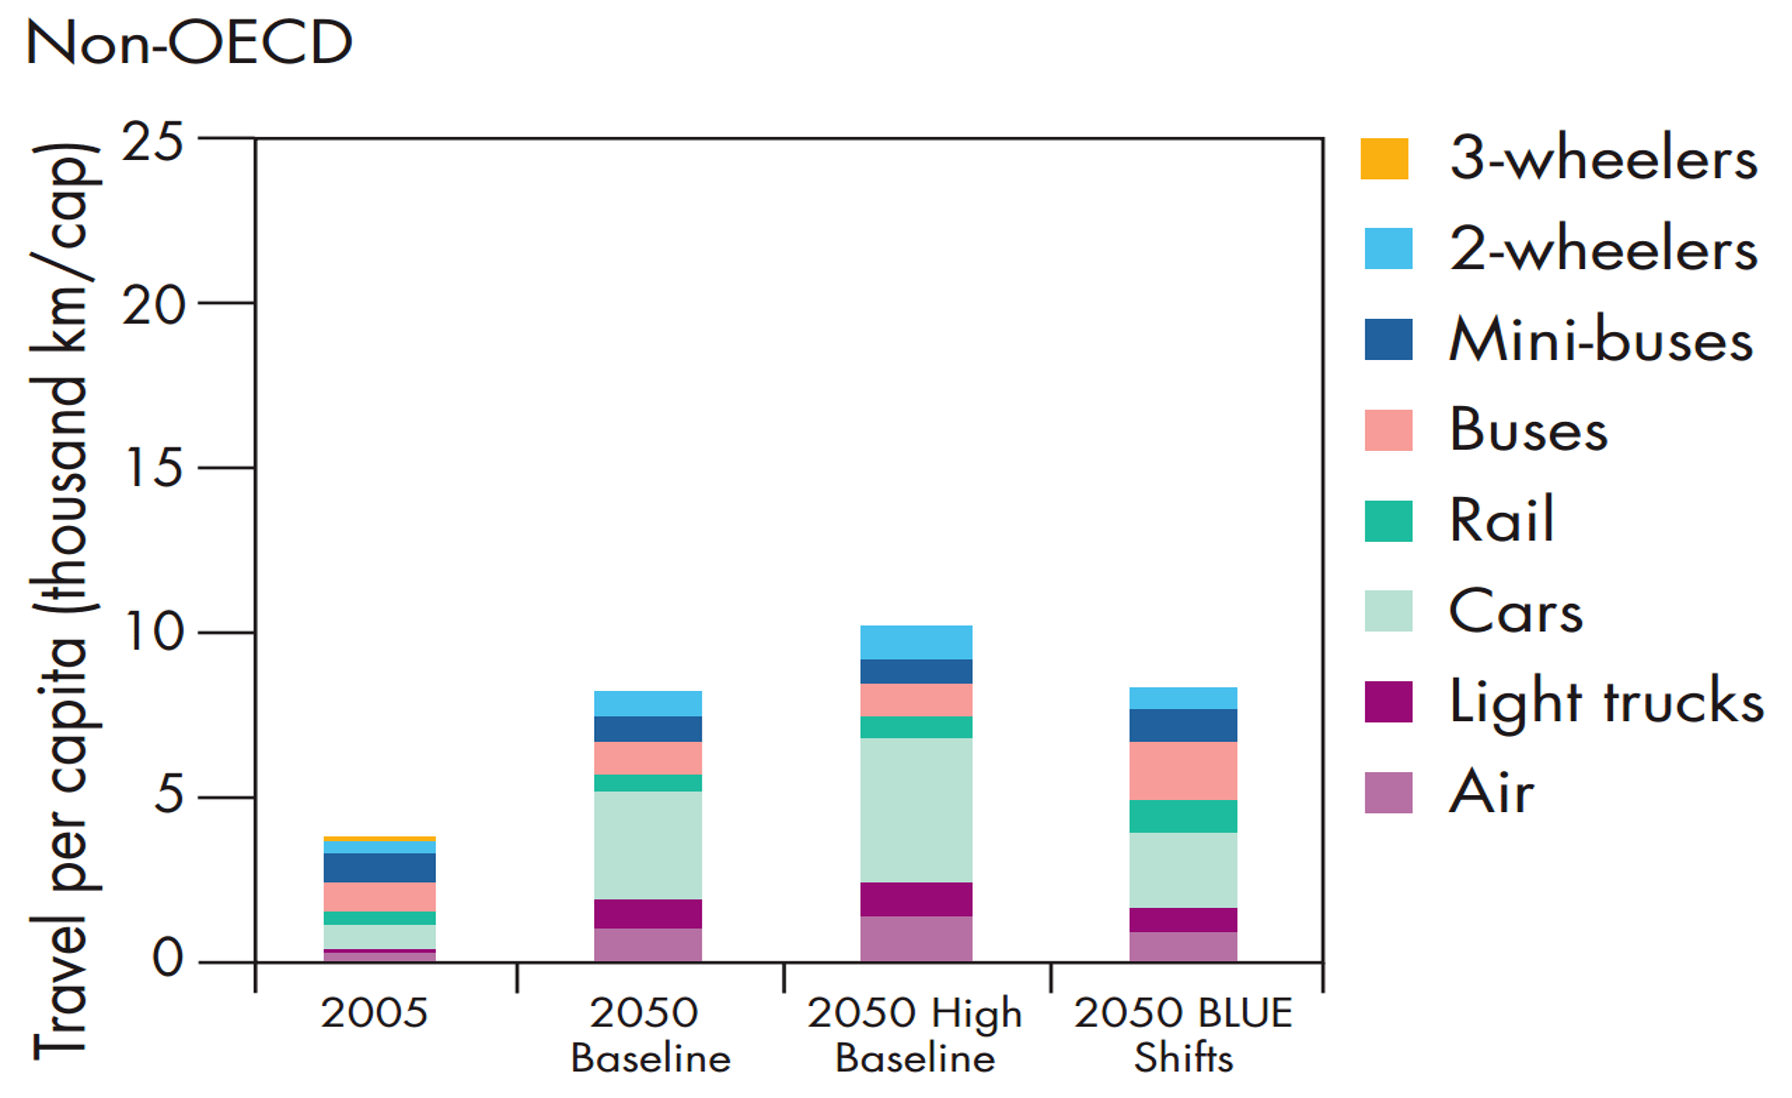 Non-OECD
Travel per capita (thousand km/cap)
25
20
15
10
5
0
2005
2050
Baseline
2050 High
Baseline
2050 BLUE
Shifts
3-wheelers
2-wheelers
Mini-buses
Buses
Rail
Cars
Light trucks
Air